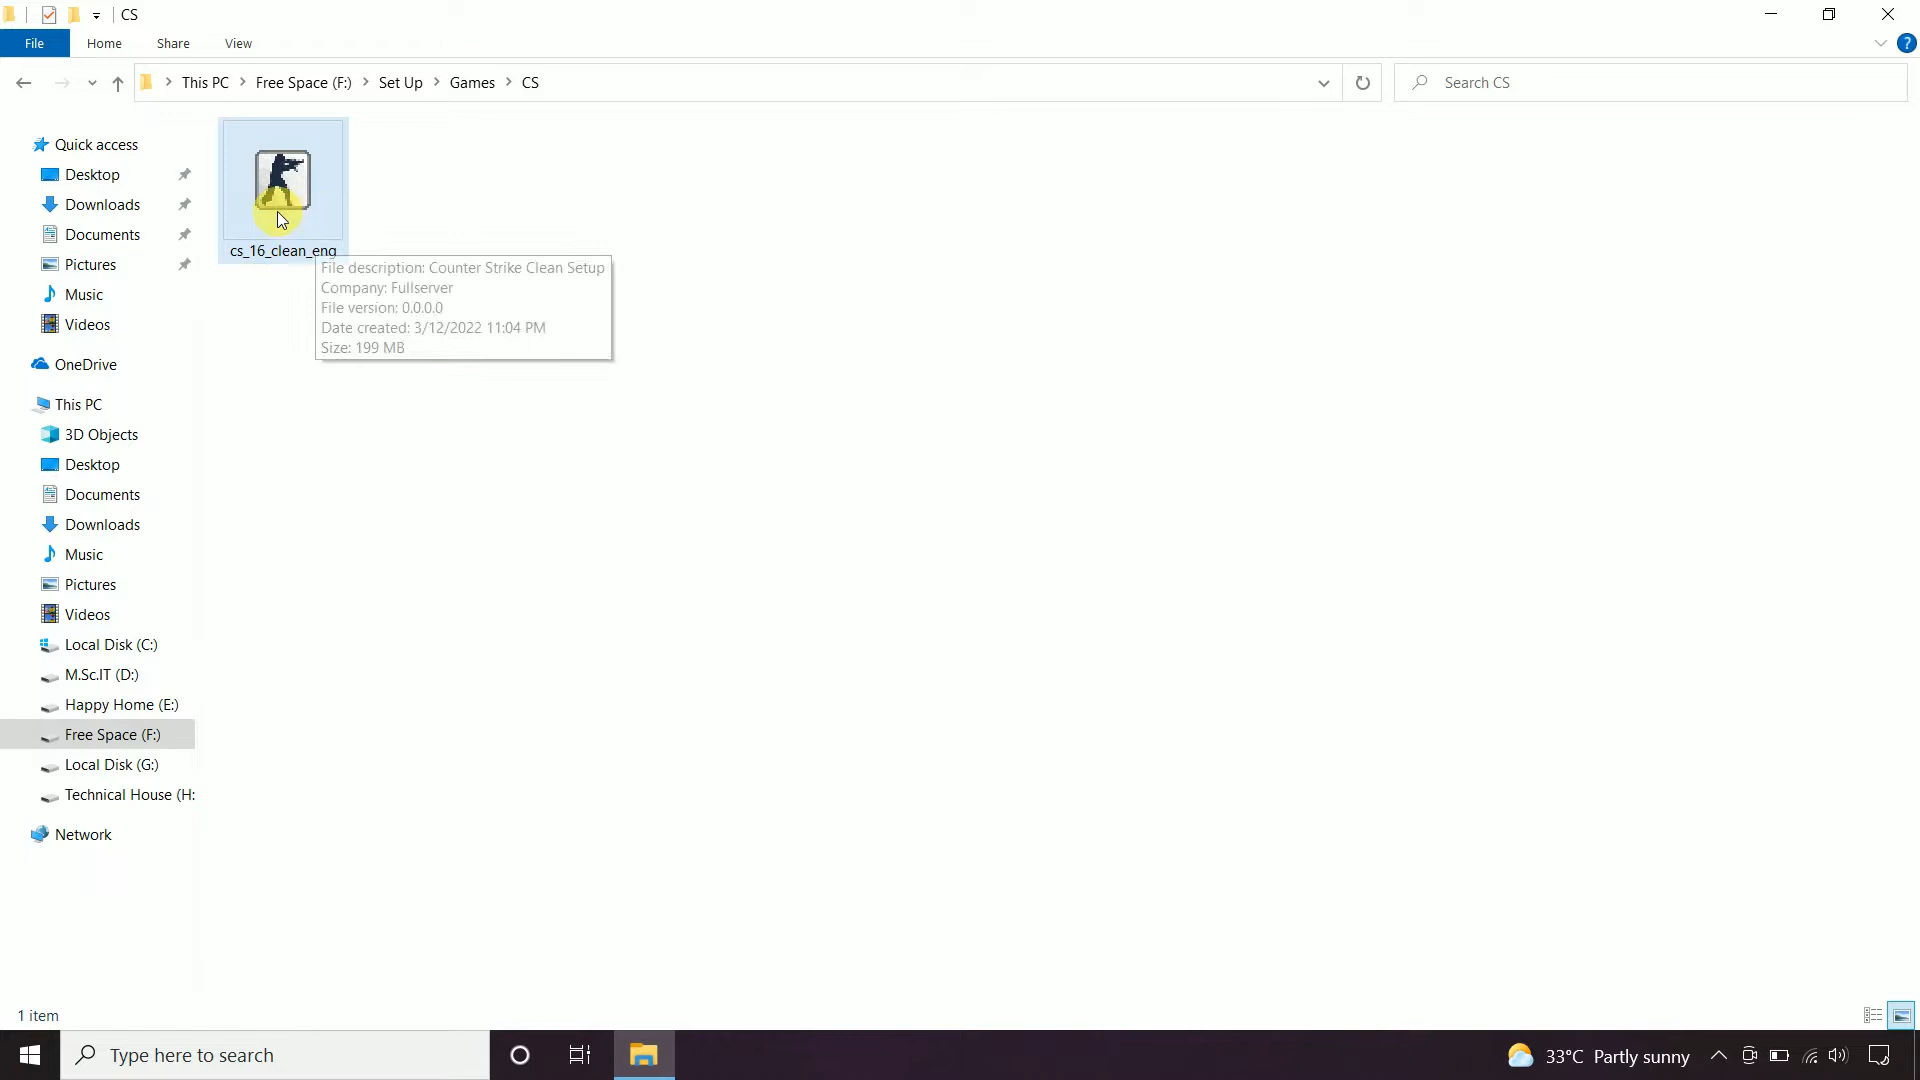 CS
File
Home
Share
View
This PC
Free Space (F:)
Set Up
Games
CS
Search CS
Quick access
Desktop
Downloads
Documents
Pictures
Music
Videos
OneDrive
This PC
3D Objects
Desktop
Documents
Downloads
Music
Pictures
Videos
Local Disk (C:)
M.Sc.IT (D:)
Happy Home (E:)
Free Space (F:)
Local Disk (G:)
Technical House (H:
Network
cs_16_clean_eng
File description: Counter Strike Clean Setup
Company: Fullserver
File version: 0.0.0.0
Date created: 3/12/2022 11:04 PM
Size: 199 MB
1 item
Type here to search
33°C Partly sunny